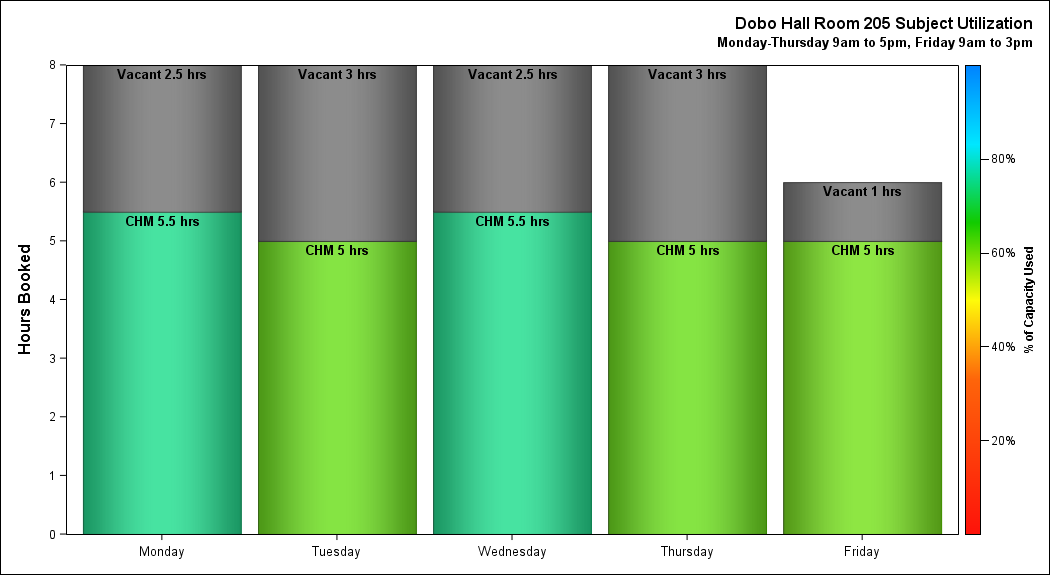 Dobo Hall Room 205 Subject Utilization
Monday-Thursday 9am to 5pm, Friday 9am to 3pm
8
7
6
5
4
3
2
1
0
Hours Booked
Vacant 2.5 hrs
CHM 5.5 hrs
Vacant 3 hrs
CHM 5 hrs
Vacant 2.5 hrs
CHM 5.5 hrs
Vacant 3 hrs
CHM 5 hrs
Vacant 1 hrs
CHM 5 hrs
Monday
Tuesday
Wednesday
Thursday
Friday
80%
60%
40%
20%
% of Capacity Used